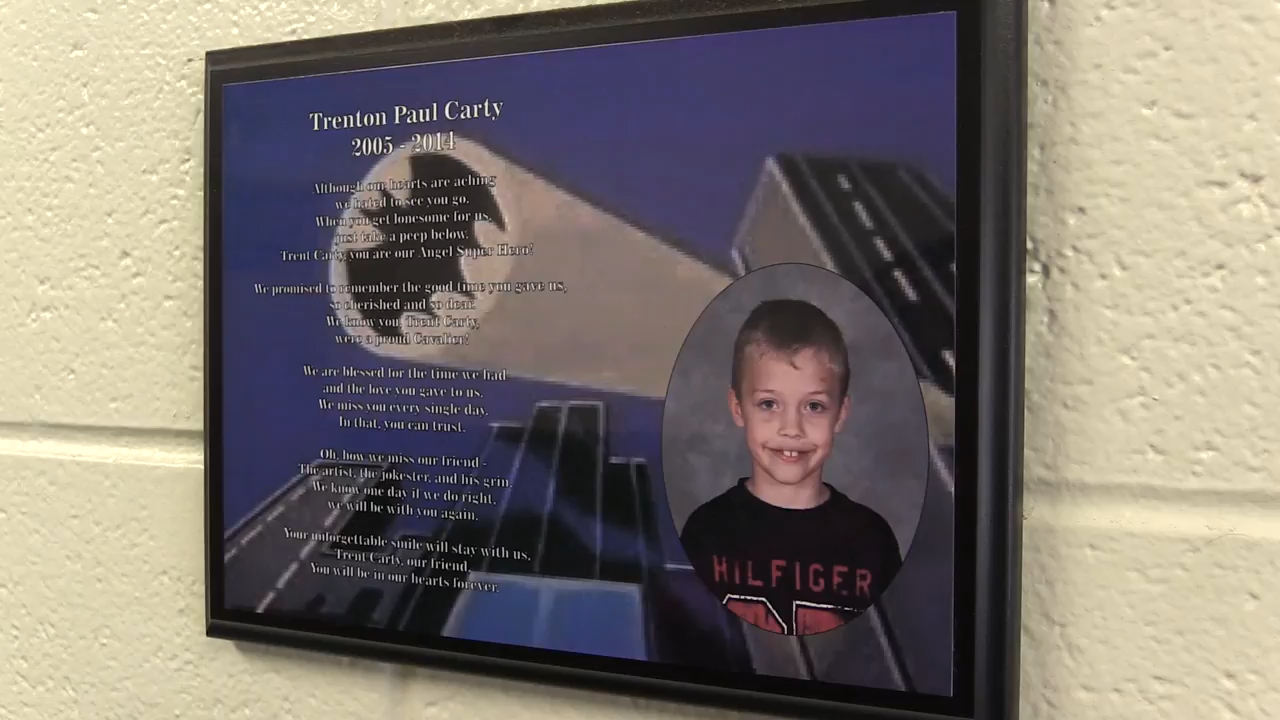 Trenton Paul Carty
2005 - 2014
Although our hearts are aching
we hated to see you go.
When you get lonesome for us,
just take a peep below.
Trent Carty, you are our Angel Super Hero!
We promised to remember the good time you gave us,
so cherished and so dear.
We know you, Trent Carty,
were a proud Cavalier!
We are blessed for the time we had
and the love you gave to us.
We miss you every single day.
In that, you can trust.
Oh, how we miss our friend -
The artist, the jokester, and his grin.
We know one day if we do right,
we will be with you again.
Your unforgettable smile will stay with us.
Trent Carty, our friend,
You will be in our hearts forever.
HILFIGER